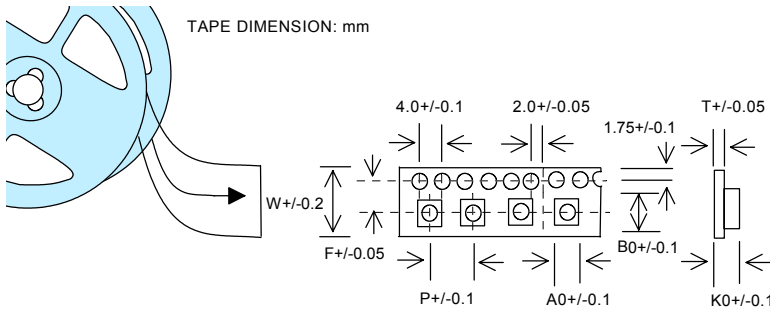 TAPE DIMENSION: mm
4.0+/-0.1
2.0+/-0.05
T+/-0.05
1.75+/-0.1
W+/-0.2
F+/-0.05
B0+/-0.1
P+/-0.1
A0+/-0.1
K0+/-0.1